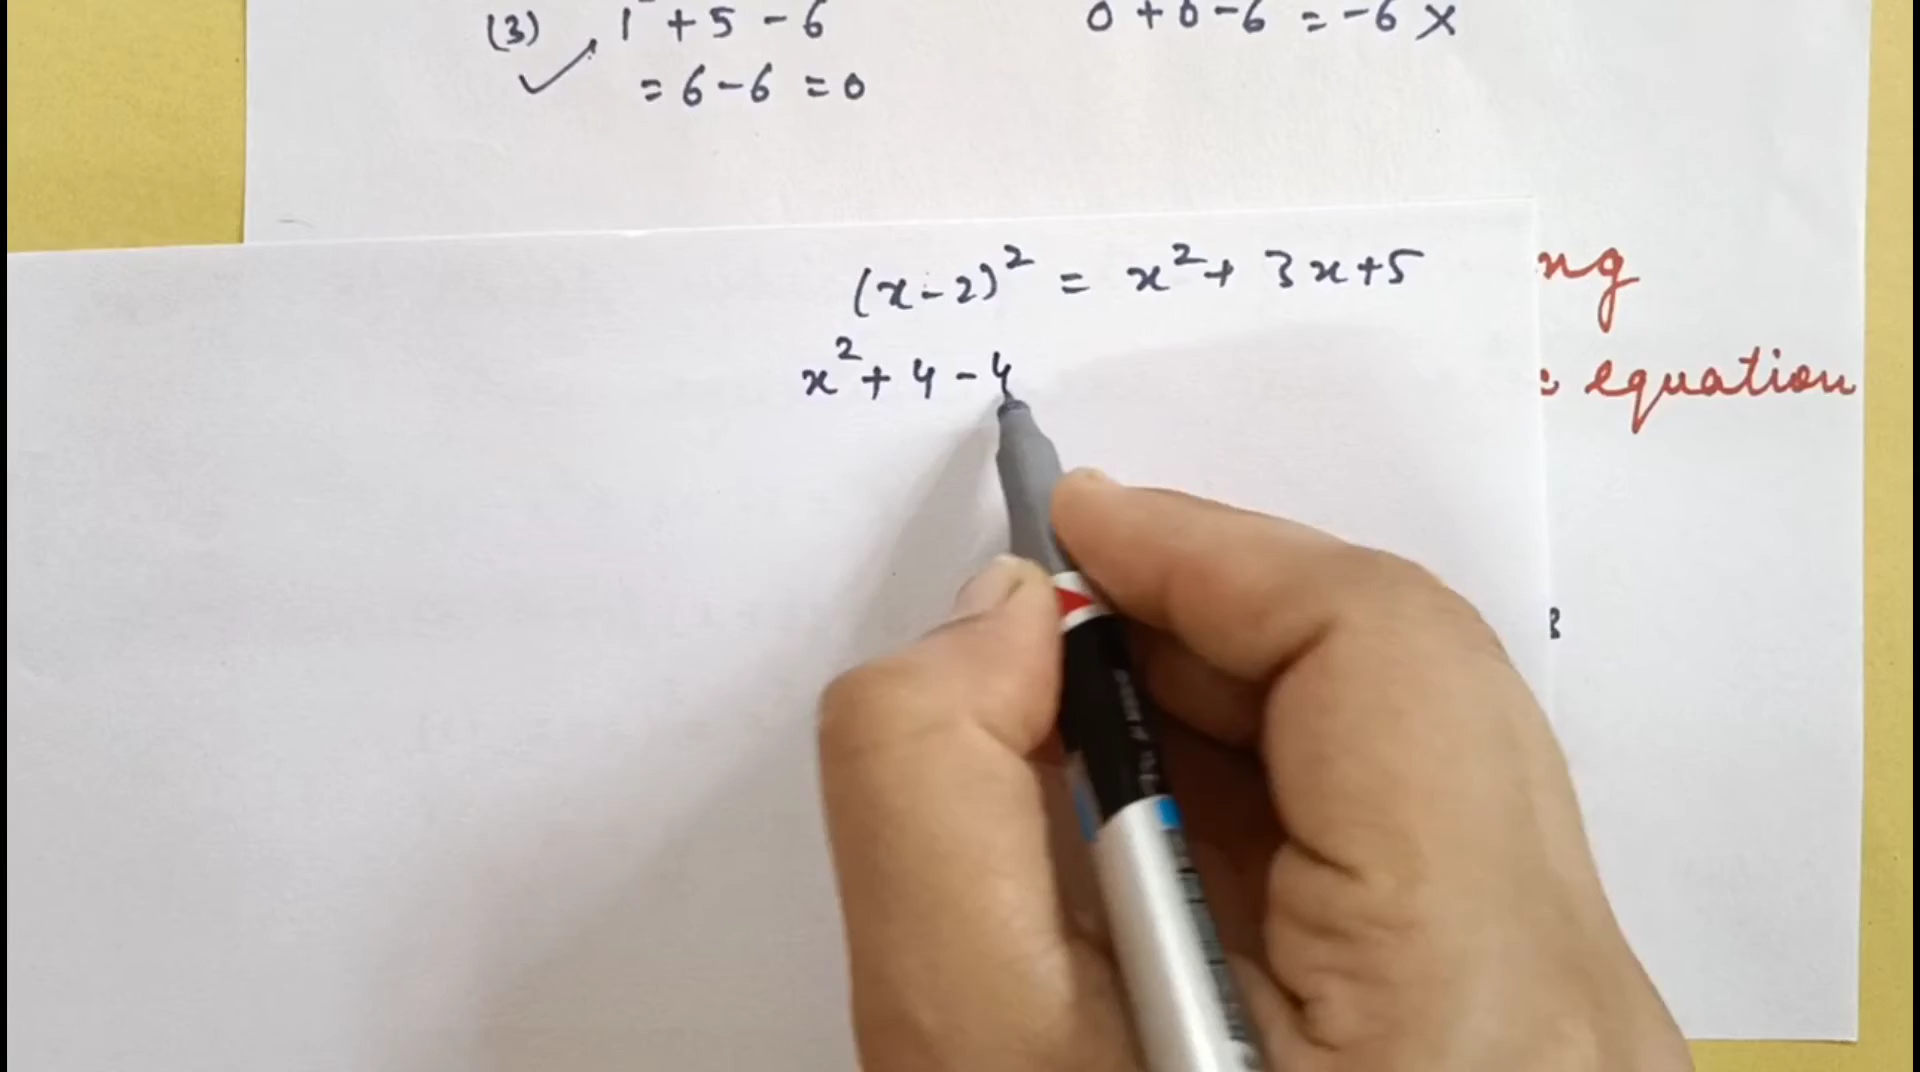 (3) 1 + 5 - 6
= 6 - 6 = 0
0 + 0 - 6 = -6 ×
(x - 2)² = x² + 3x + 5
x² + 4 - 4
equation